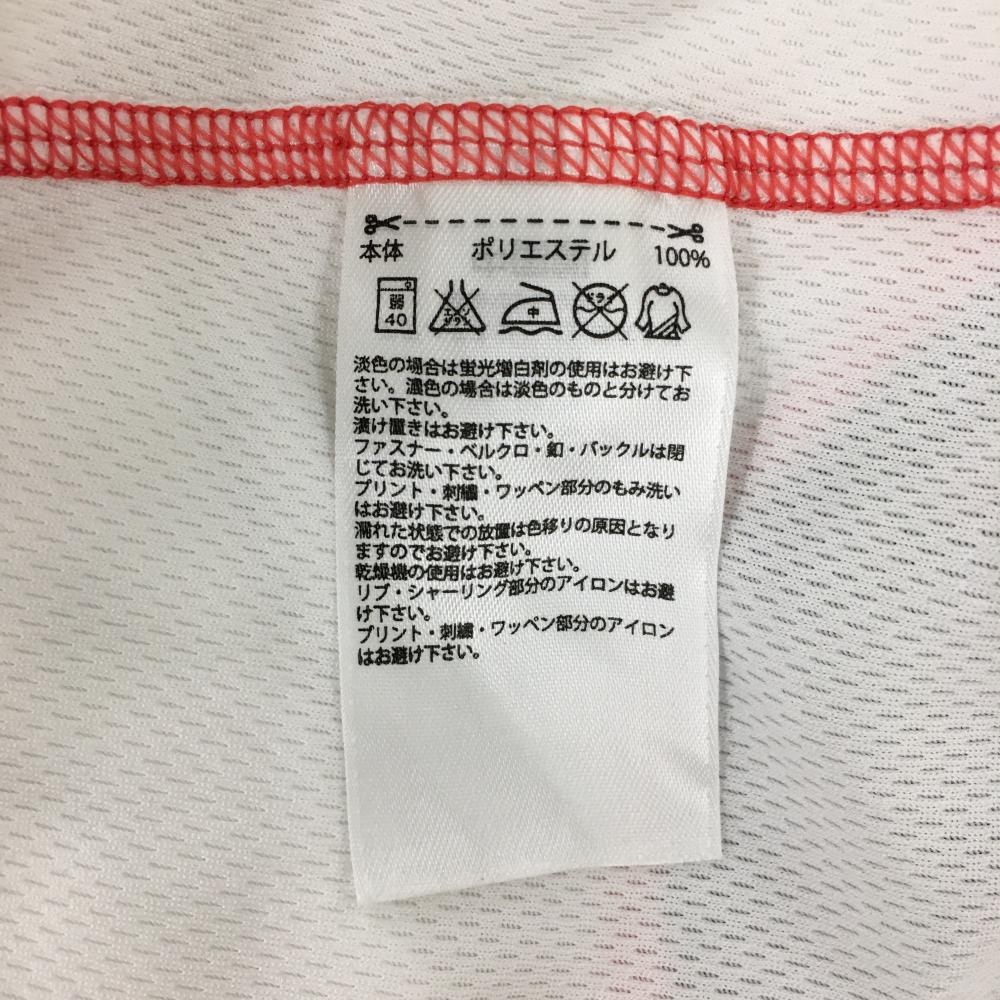 本体 ポリエステル 100%
弱 40 エンソ サラシ 中 ドライ
淡色の場合は蛍光増白剤の使用はお避け下
さい。濃色の場合は淡色のものと分けてお
洗い下さい。
漬け置きはお避け下さい。
ファスナー・ベルクロ・釦・バックルは閉
じてお洗い下さい。
プリント・刺繍・ワッペン部分のもみ洗い
はお避け下さい。
濡れた状態での放置は色移りの原因となり
ますのでお避け下さい。
乾燥機の使用はお避け下さい。
リブ・シャーリング部分のアイロンはお避
け下さい。
プリント・刺繍・ワッペン部分のアイロン
はお避け下さい。